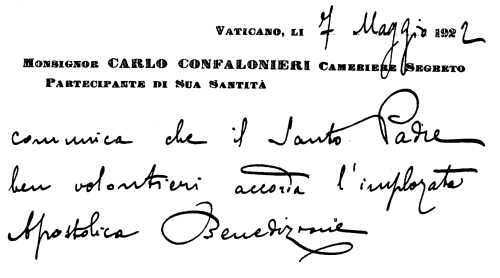 VATICANO, LI 7 Maggio 1922
MONSIGNOR CARLO CONFALONIERI CAMERIERE SEGRETO
PARTECIPANTE DI SUA SANTITÀ
comunica che il Santo Padre
ben volontieri accorda l'implorata
Apostolica Benedizione